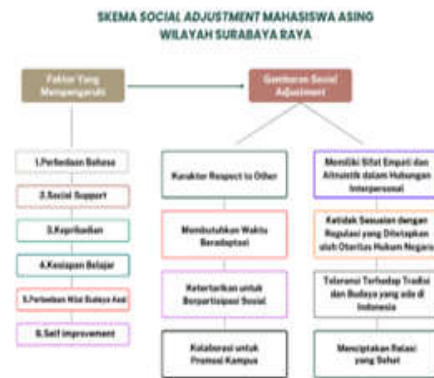 SKEMA SOCIAL ADJUSTMENT MAHASISWA ASING
WILAYAH SURABAYA RAYA
Faktor Yang
Mempengaruhi
Gambaran Social
Adjustment
1.Perbedaan Bahasa
2.Social Support
3.Kepribadian
4.Kesiapan Belajar
5.Perbedaan Nilai Budaya Asal
6.Self improvement
Karakter Respect to Other
Membutuhkan Waktu
Beradaptasi
Ketertarikan untuk
Berpartisipasi Sosial
Kolaborasi untuk
Promosi Kampus
Memiliki Sifat Empati dan
Altruistik dalam Hubungan
Interpersonal
Ketidak Sesuaian dengan
Regulasi yang Ditetapkan
oleh Otoritas Hukum Negara
Toleransi Terhadap Tradisi
dan Budaya yang ada di
Indonesia
Menciptakan Relasi
yang Sehat